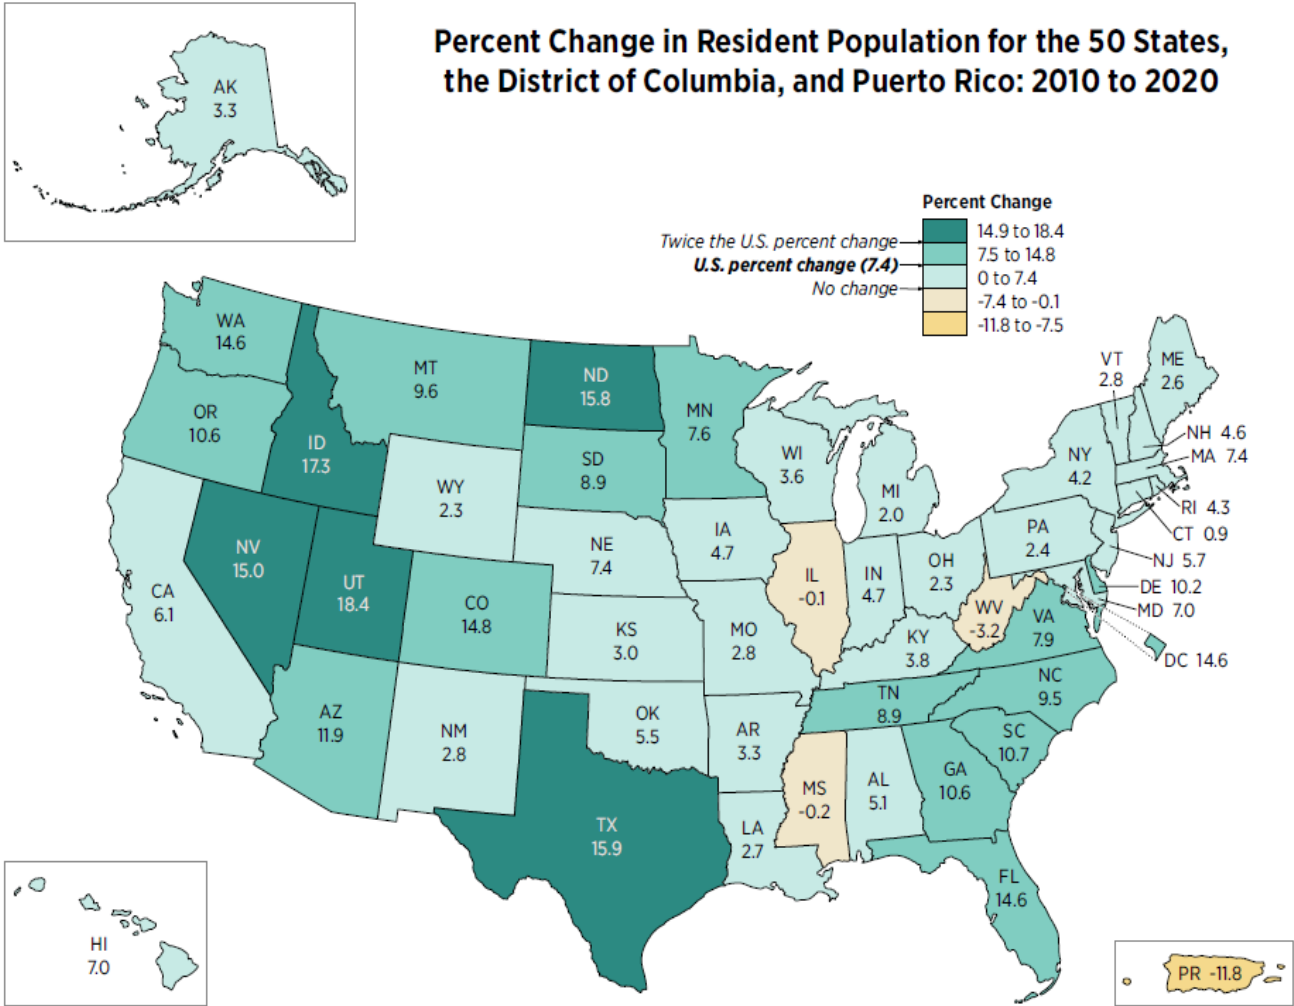 Percent Change in Resident Population for the 50 States,
the District of Columbia, and Puerto Rico: 2010 to 2020
AK
3.3
Percent Change
14.9 to 18.4
Twice the U.S. percent change
7.5 to 14.8
U.S. percent change (7.4)
0 to 7.4
No change
-7.4 to -0.1
-11.8 to -7.5
WA
14.6
MT
9.6
ND
15.8
MN
7.6
VT
2.8
ME
2.6
OR
10.6
ID
17.3
SD
8.9
WI
3.6
NH 4.6
MA 7.4
NY
4.2
WY
2.3
MI
2.0
RI 4.3
CT 0.9
NJ 5.7
DE 10.2
MD 7.0
DC 14.6
IA
4.7
PA
2.4
NV
15.0
NE
7.4
IL
-0.1
IN
4.7
OH
2.3
UT
18.4
CA
6.1
CO
14.8
WV
-3.2
VA
7.9
KS
3.0
MO
2.8
KY
3.8
NC
9.5
TN
8.9
AZ
11.9
NM
2.8
OK
5.5
AR
3.3
SC
10.7
MS
-0.2
AL
5.1
GA
10.6
TX
15.9
LA
2.7
FL
14.6
HI
7.0
PR -11.8